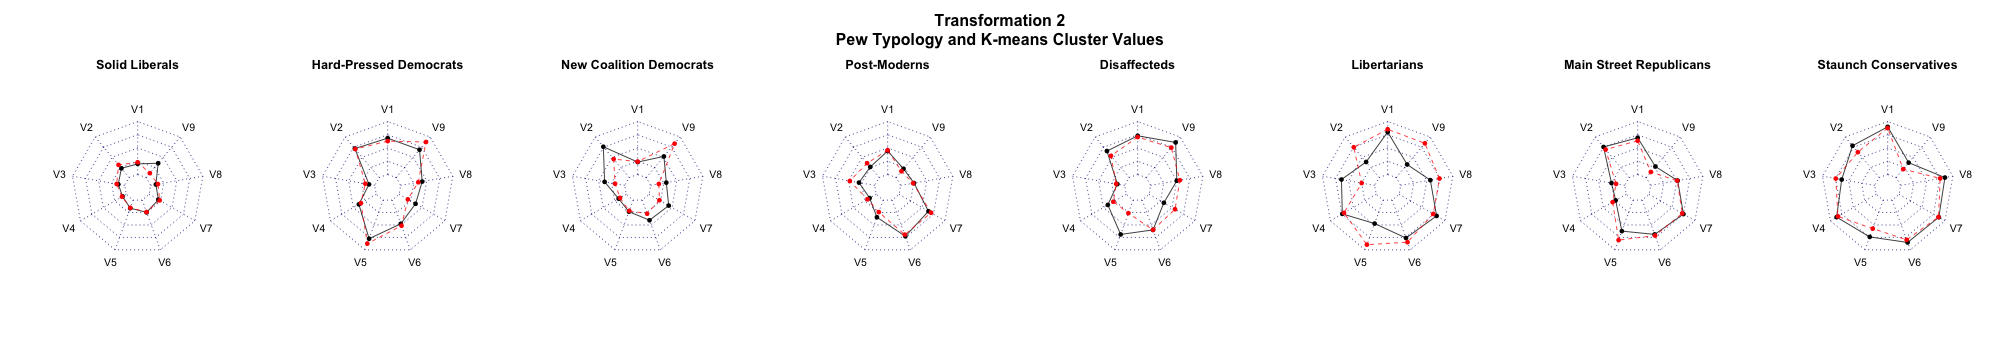 Transformation 2
Pew Typology and K-means Cluster Values
Solid Liberals Hard-Pressed Democrats New Coalition Democrats Post-Moderns Disaffecteds Libertarians Main Street Republicans Staunch Conservatives
V1 V1 V1 V1 V1 V1 V1 V1
V2 V9 V2 V9 V2 V9 V2 V9 V2 V9 V2 V9 V2 V9 V2 V9
V3 V8 V3 V8 V3 V8 V3 V8 V3 V8 V3 V8 V3 V8 V3 V8
V4 V7 V4 V7 V4 V7 V4 V7 V4 V7 V4 V7 V4 V7 V4 V7
V5 V6 V5 V6 V5 V6 V5 V6 V5 V6 V5 V6 V5 V6 V5 V6